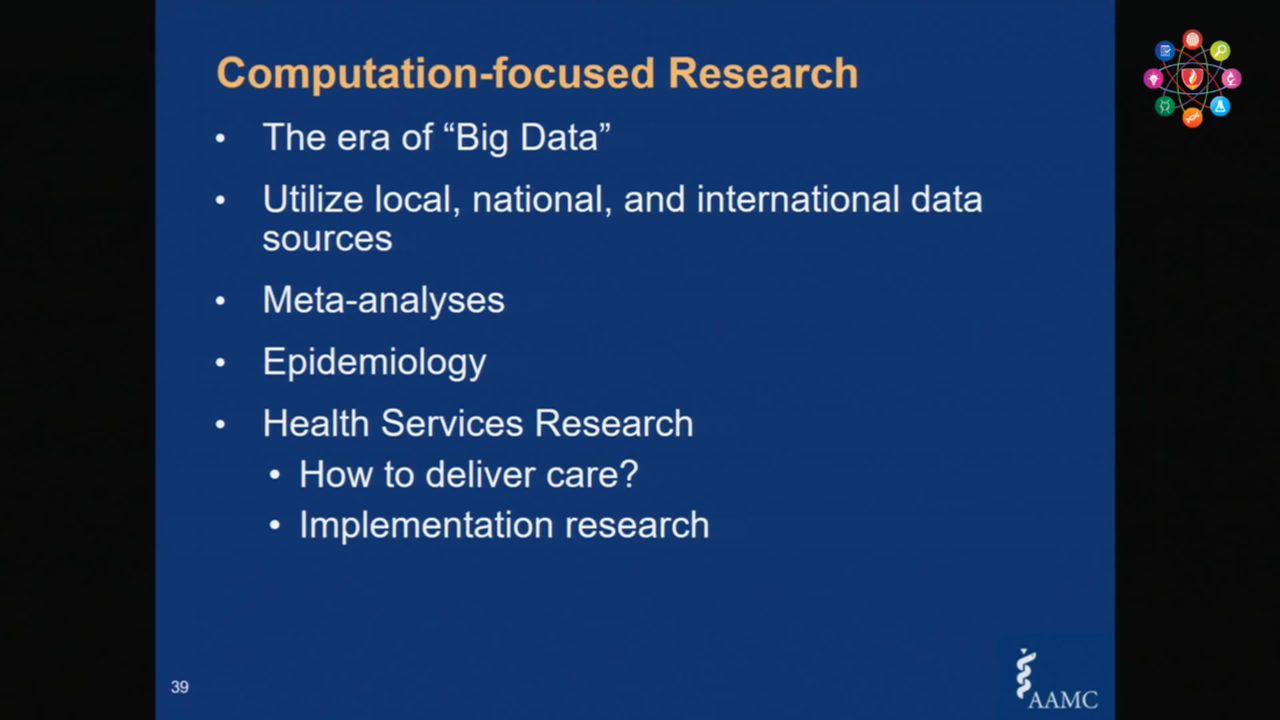 Computation-focused Research
• The era of “Big Data”
• Utilize local, national, and international data
sources
• Meta-analyses
• Epidemiology
• Health Services Research
• How to deliver care?
• Implementation research
39
AAMC